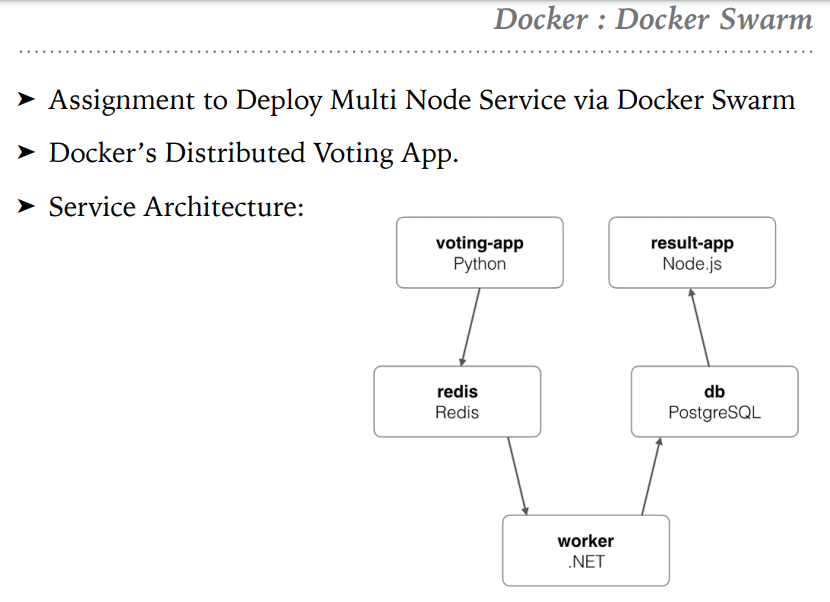 Docker : Docker Swarm
➤ Assignment to Deploy Multi Node Service via Docker Swarm
➤ Docker’s Distributed Voting App.
➤ Service Architecture:
voting-app
Python
result-app
Node.js
redis
Redis
db
PostgreSQL
worker
.NET